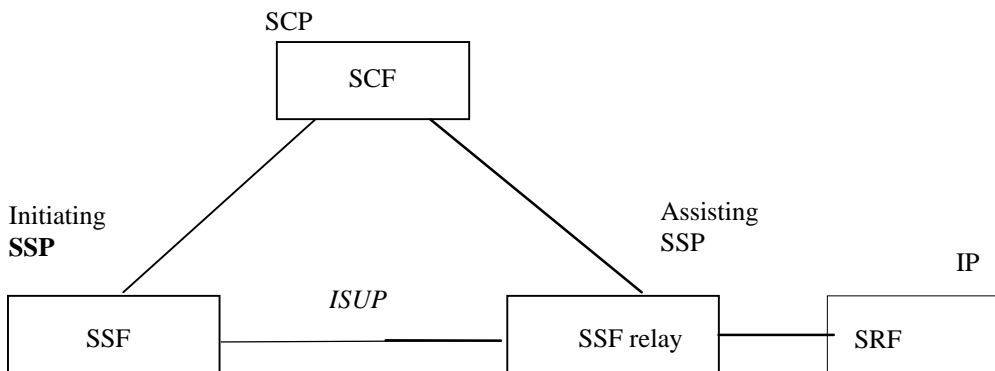 SCP
SCF
Initiating
SSP
Assisting
SSP
IP
ISUP
SSF
SSF relay
SRF